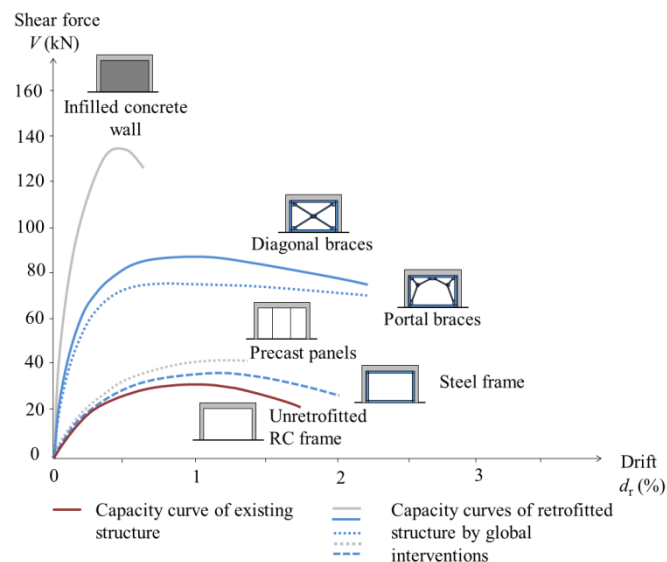 Shear force
V (kN)
160
140
120
100
80
60
40
20
0
Infilled concrete
wall
Diagonal braces
Portal braces
Precast panels
Steel frame
Unretrofitted
RC frame
0
1
2
3
Drift
dr (%)
Capacity curve of existing
structure
Capacity curves of retrofitted
structure by global
interventions